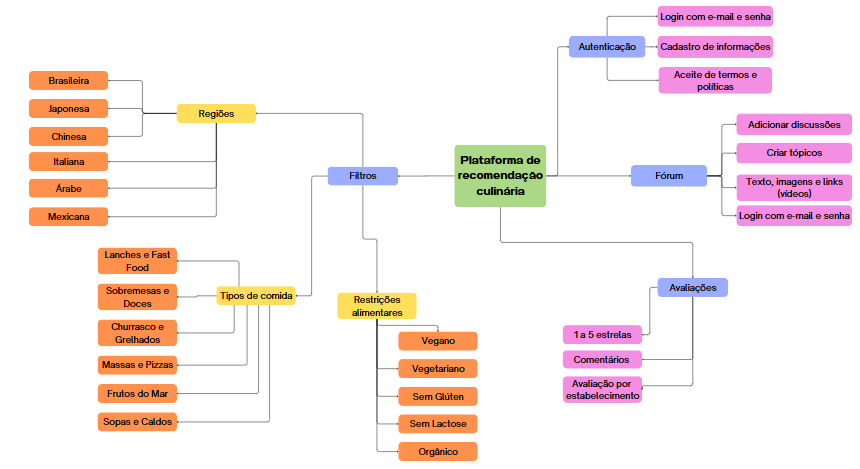 Login com e-mail e senha
Autenticação
Cadastro de informações
Aceite de termos e
políticas
Brasileira
Japonesa
Chinesa
Italiana
Árabe
Mexicana
Regiões
Filtros
Plataforma de
recomendação
culinária
Fórum
Adicionar discussões
Criar tópicos
Texto, imagens e links
(vídeos)
Login com e-mail e senha
Lanches e Fast
Food
Sobremesas e
Doces
Churrasco e
Grelhados
Massas e Pizzas
Frutos do Mar
Sopas e Caldos
Tipos de comida
Restrições
alimentares
Vegano
Vegetariano
Sem Glúten
Sem Lactose
Orgânico
Avaliações
1 a 5 estrelas
Comentários
Avaliação por
estabelecimento